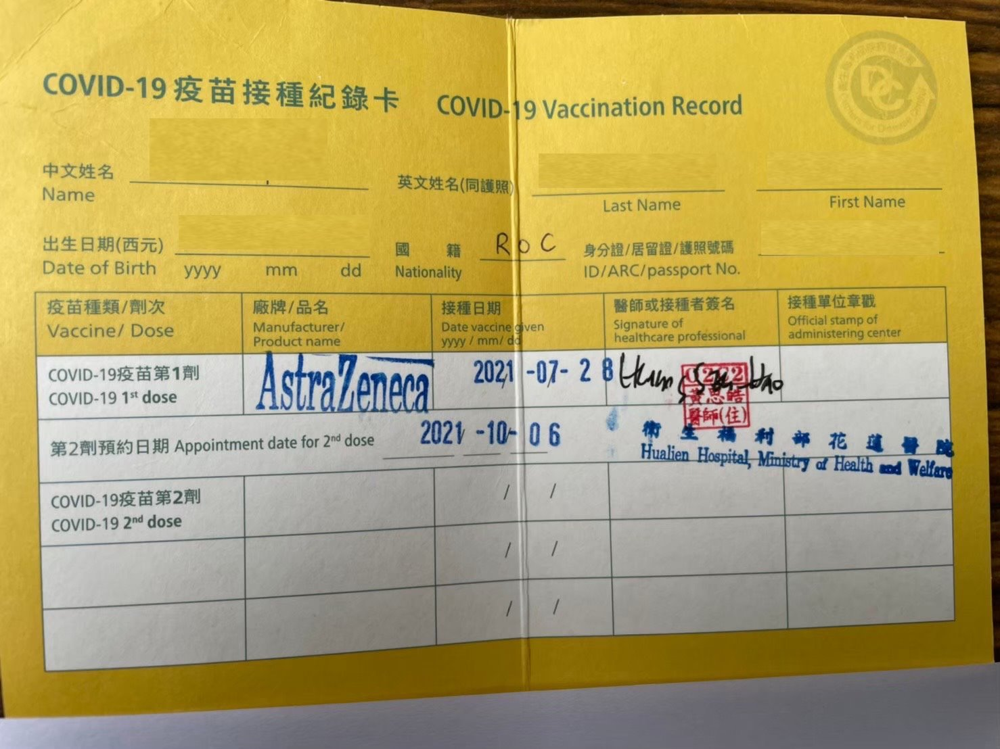 COVID-19 疫苗接種紀錄卡 COVID-19 Vaccination Record
中文姓名
Name
英文姓名(同護照)
Last Name
First Name
出生日期(西元)
Date of Birth yyyy mm dd
國籍 ROC
Nationality
身分證/居留證/護照號碼
ID/ARC/passport No.
疫苗種類/劑次
Vaccine/ Dose
廠牌/品名
Manufacturer/
Product name
接種日期
Date vaccine given
yyyy / mm/ dd
醫師或接種者簽名
Signature of
healthcare professional
接種單位章戳
Official stamp of
administering center
COVID-19疫苗第1劑
COVID-19 1st dose
AstraZeneca
2021 -07- 28
0222
黃思皓
醫師(住)
第2劑預約日期 Appointment date for 2nd dose 2021 -10- 06
衛生福利部花蓮醫院
Hualien Hospital, Ministry of Health and Welfare
COVID-19疫苗第2劑
COVID-19 2nd dose
/ /
/ /
/ /